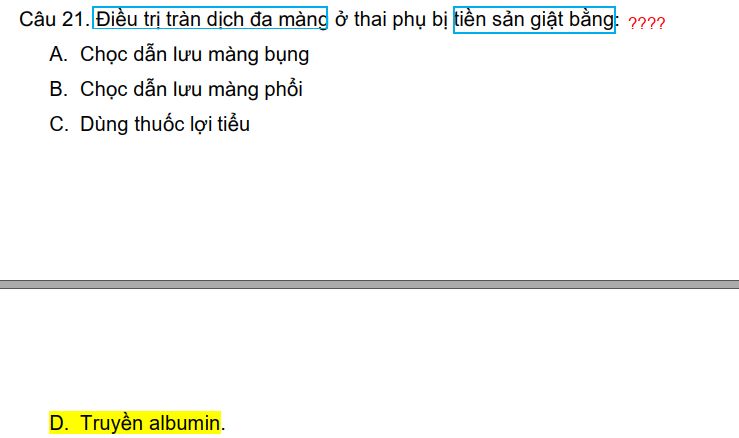 Câu 21. Điều trị tràn dịch đa màng ở thai phụ bị tiền sản giật bằng: ????
A. Chọc dẫn lưu màng bụng
B. Chọc dẫn lưu màng phổi
C. Dùng thuốc lợi tiểu
D. Truyền albumin.